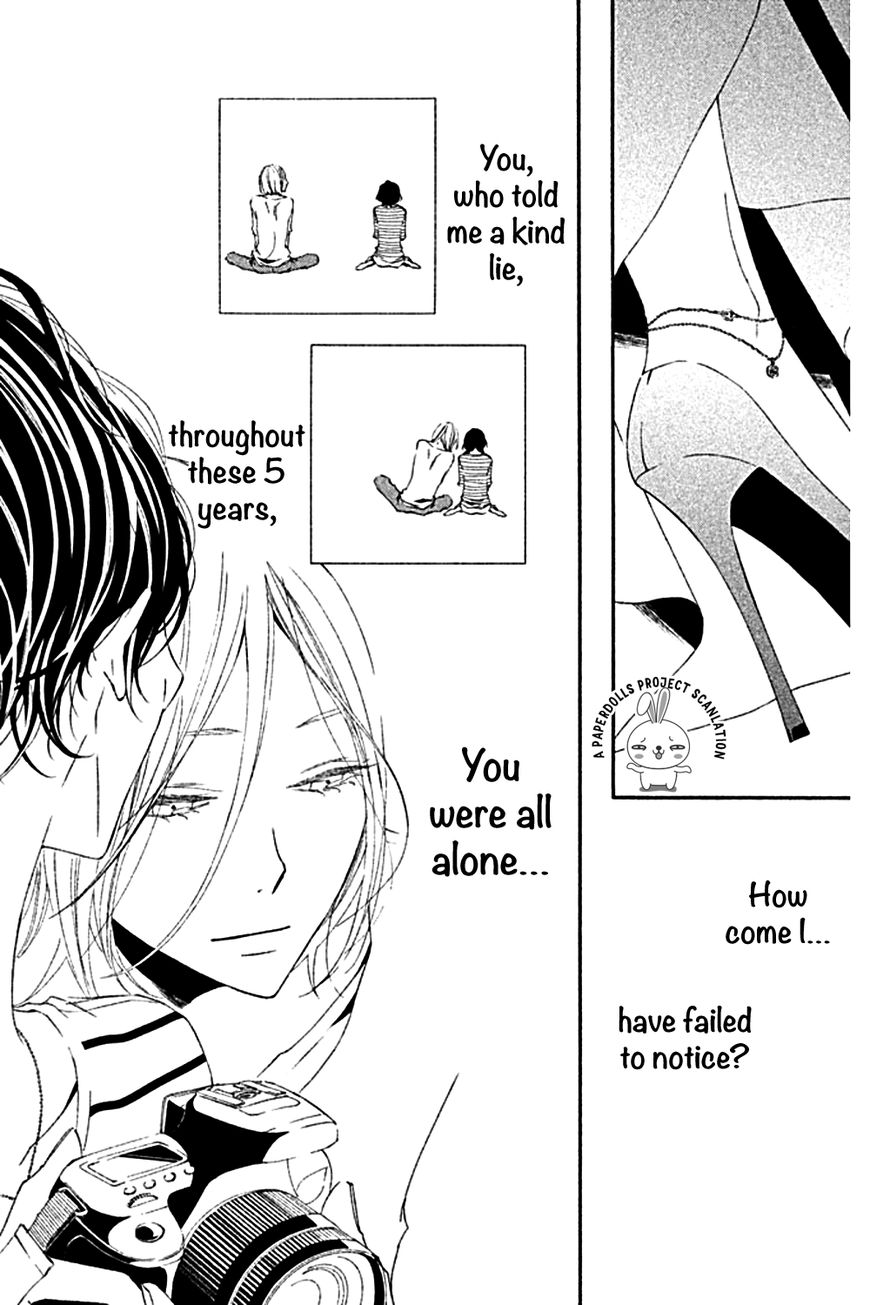 How
come I...
have failed
to notice?
A PAPERDOLLS PROJECT SCANLATION
You,
who told
me a kind
lie,
throughout
these 5
years,
You
were all
alone...